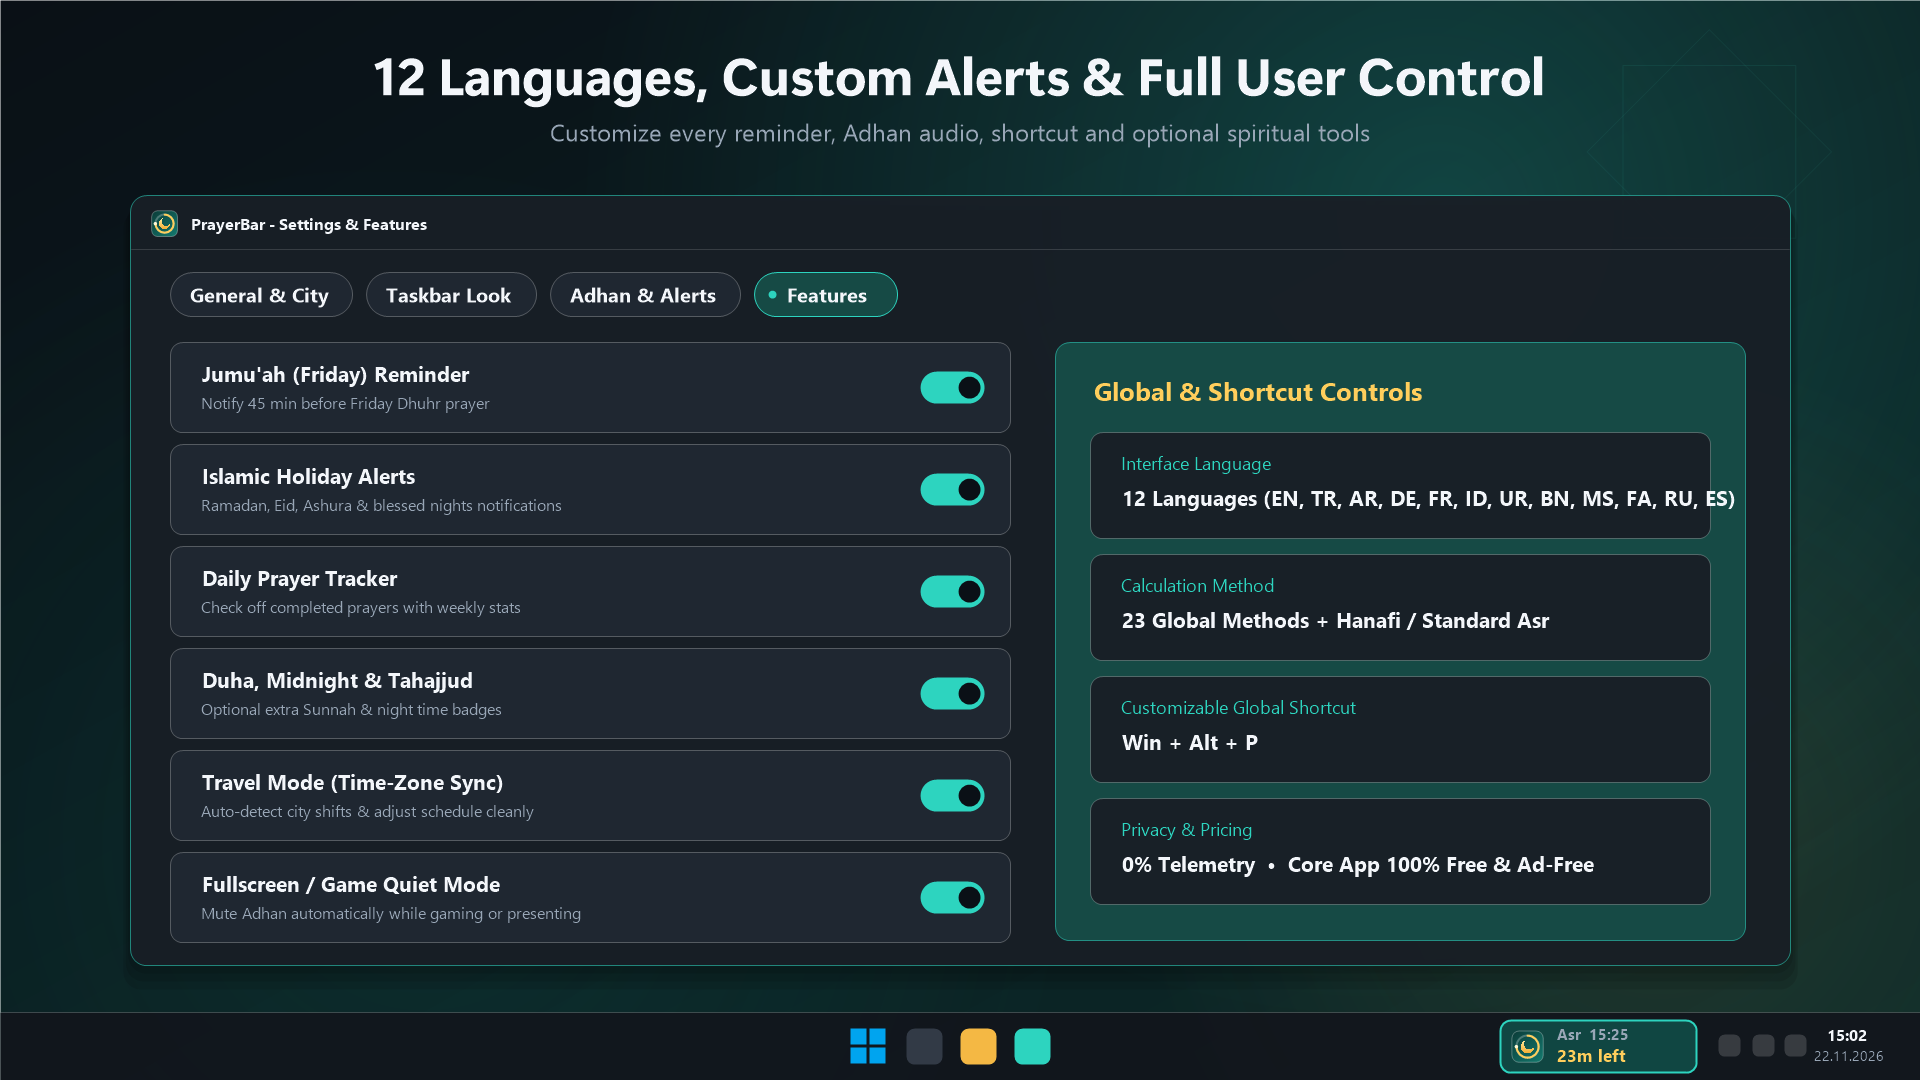 12 Languages, Custom Alerts & Full User Control
Customize every reminder, Adhan audio, shortcut and optional spiritual tools
PrayerBar - Settings & Features
General & City
Taskbar Look
Adhan & Alerts
Features
Jumu'ah (Friday) Reminder
Notify 45 min before Friday Dhuhr prayer
Islamic Holiday Alerts
Ramadan, Eid, Ashura & blessed nights notifications
Daily Prayer Tracker
Check off completed prayers with weekly stats
Duha, Midnight & Tahajjud
Optional extra Sunnah & night time badges
Travel Mode (Time-Zone Sync)
Auto-detect city shifts & adjust schedule cleanly
Fullscreen / Game Quiet Mode
Mute Adhan automatically while gaming or presenting
Global & Shortcut Controls
Interface Language
12 Languages (EN, TR, AR, DE, FR, ID, UR, BN, MS, FA, RU, ES)
Calculation Method
23 Global Methods + Hanafi / Standard Asr
Customizable Global Shortcut
Win + Alt + P
Privacy & Pricing
0% Telemetry • Core App 100% Free & Ad-Free
Asr 15:25
23m left
15:02
22.11.2026